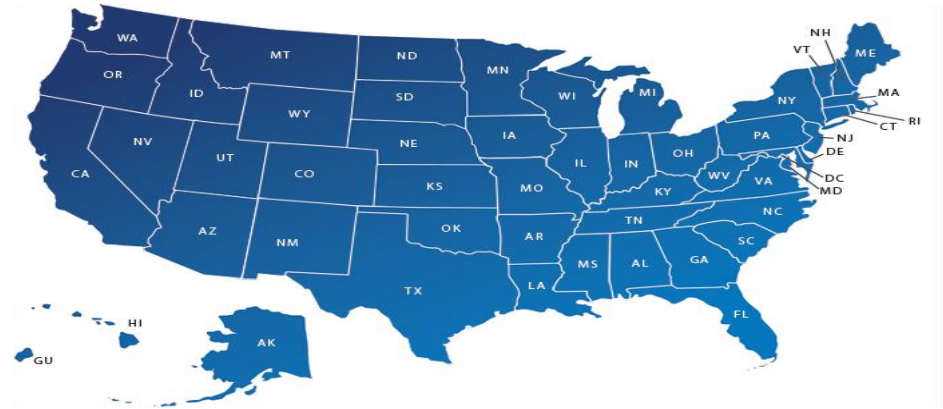 WA
OR
CA
NV
ID
MT
WY
UT
CO
AZ
NM
ND
SD
NE
KS
OK
TX
MN
IA
MO
AR
LA
WI
IL
MI
IN
OH
KY
TN
MS
AL
GA
FL
SC
NC
VA
WV
PA
NY
VT
NH
ME
MA
RI
CT
NJ
DE
DC
MD
HI
GU
AK